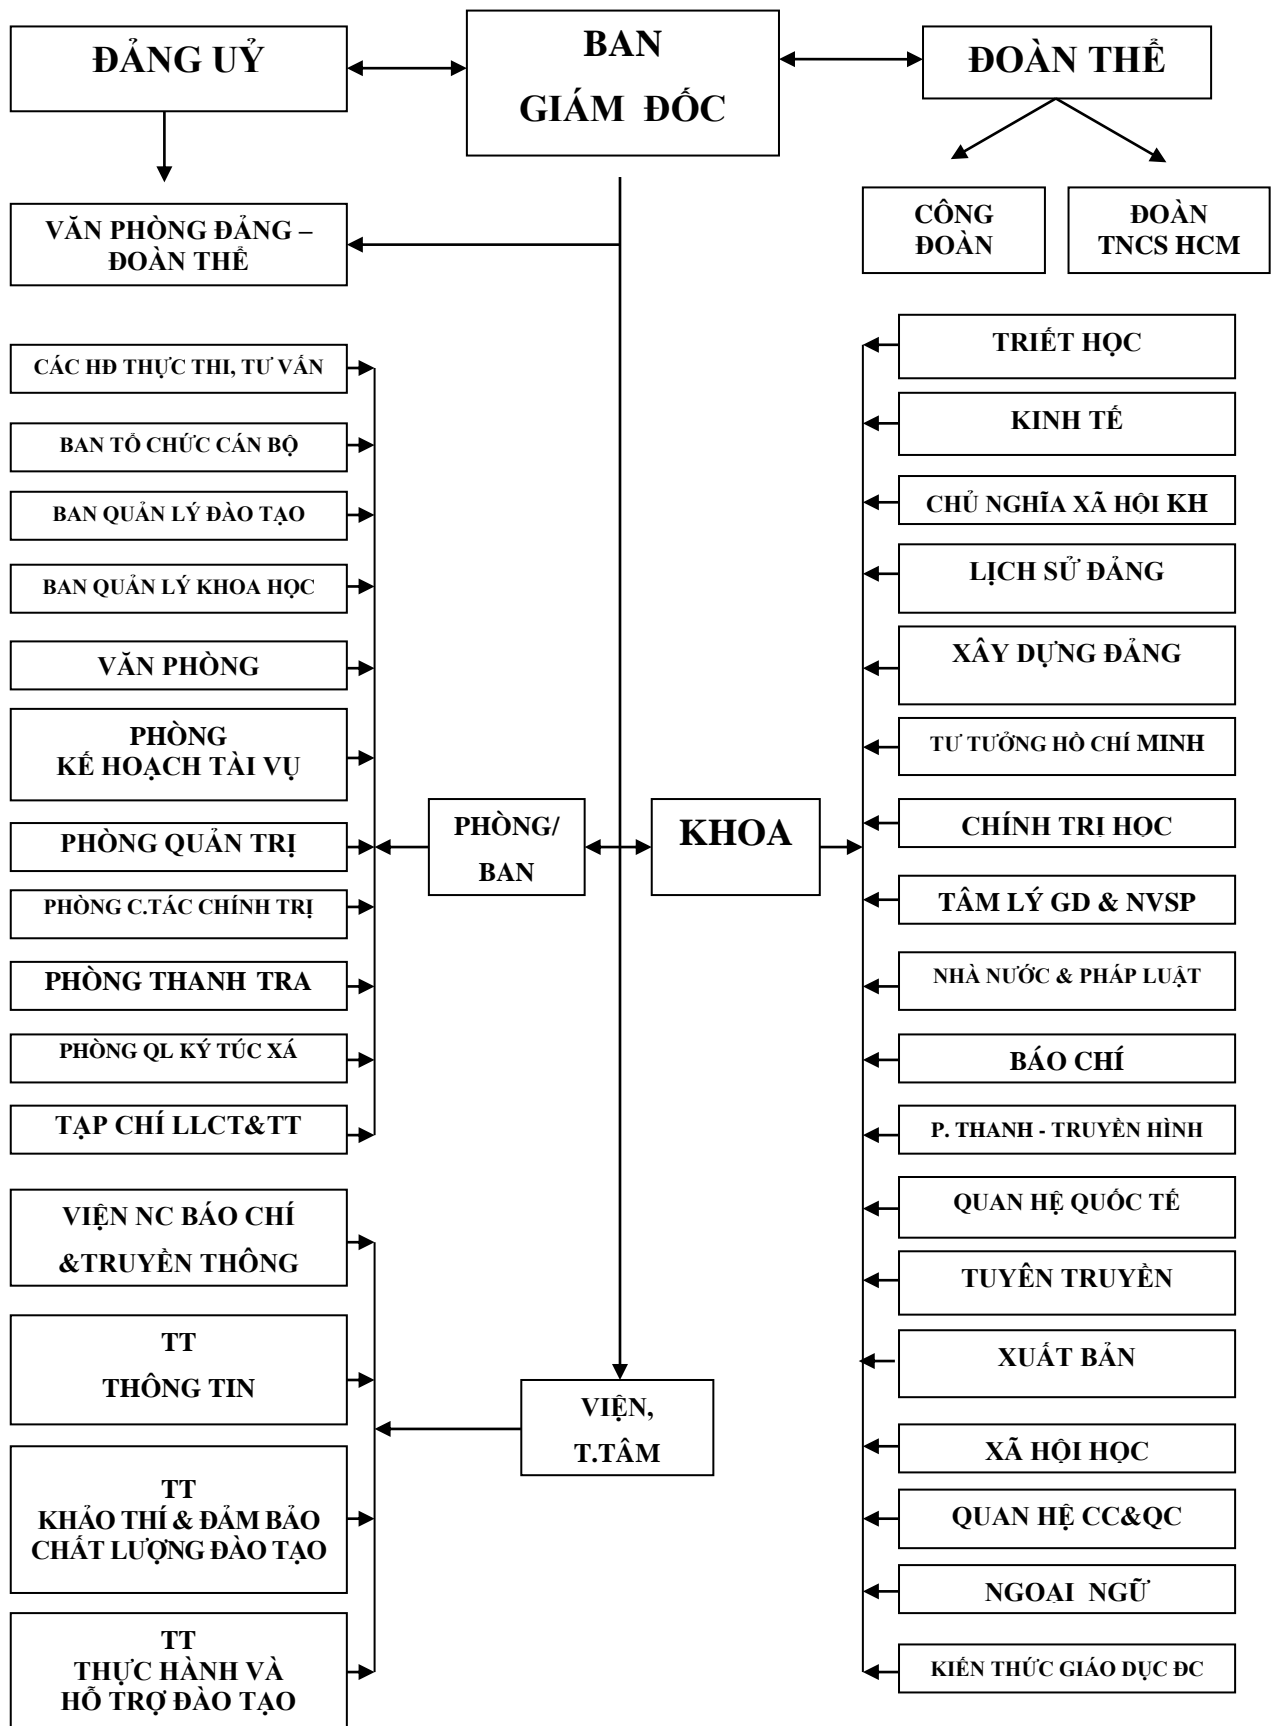 ĐẢNG UỶ
BAN
GIÁM ĐỐC
ĐOÀN THỂ
VĂN PHÒNG ĐẢNG –
ĐOÀN THỂ
CÔNG
ĐOÀN
ĐOÀN
TNCS HCM
CÁC HĐ THỰC THI, TƯ VẤN
BAN TỔ CHỨC CÁN BỘ
BAN QUẢN LÝ ĐÀO TẠO
BAN QUẢN LÝ KHOA HỌC
VĂN PHÒNG
PHÒNG
KẾ HOẠCH TÀI VỤ
PHÒNG QUẢN TRỊ
PHÒNG C.TÁC CHÍNH TRỊ
PHÒNG THANH TRA
PHÒNG QL KÝ TÚC XÁ
TẠP CHÍ LLCT&TT
PHÒNG/
BAN
KHOA
TRIẾT HỌC
KINH TẾ
CHỦ NGHĨA XÃ HỘI KH
LỊCH SỬ ĐẢNG
XÂY DỰNG ĐẢNG
TƯ TƯỞNG HỒ CHÍ MINH
CHÍNH TRỊ HỌC
TÂM LÝ GD & NVSP
NHÀ NƯỚC & PHÁP LUẬT
BÁO CHÍ
P. THANH - TRUYỀN HÌNH
QUAN HỆ QUỐC TẾ
TUYÊN TRUYỀN
XUẤT BẢN
XÃ HỘI HỌC
QUAN HỆ CC&QC
NGOẠI NGỮ
KIẾN THỨC GIÁO DỤC ĐC
VIỆN NC BÁO CHÍ
&TRUYỀN THÔNG
TT
THÔNG TIN
TT
KHẢO THÍ & ĐẢM BẢO
CHẤT LƯỢNG ĐÀO TẠO
TT
THỰC HÀNH VÀ
HỖ TRỢ ĐÀO TẠO
VIỆN,
T.TÂM